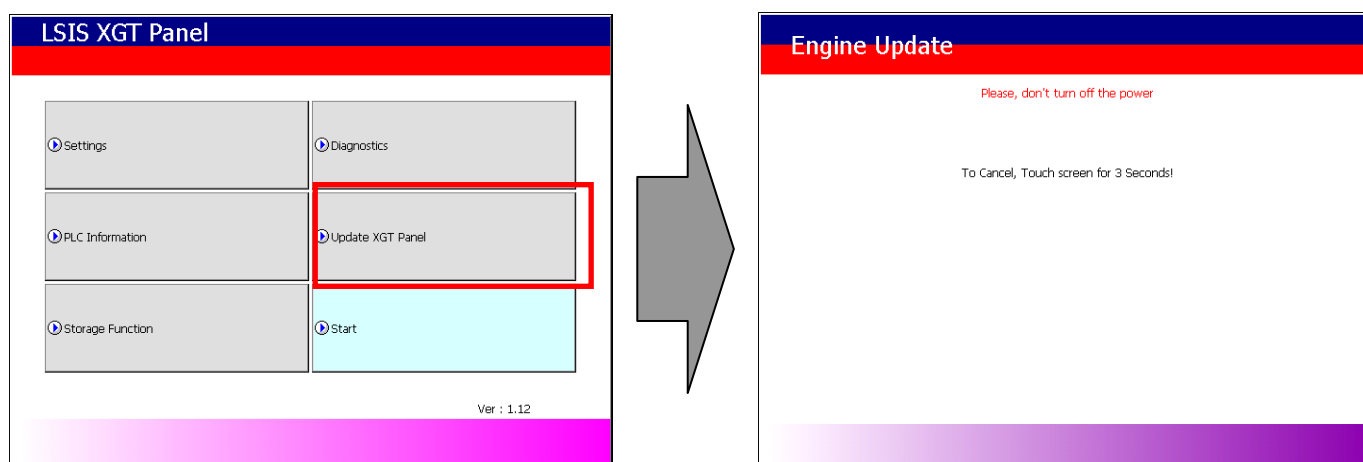 LSIS XGT Panel
Settings
Diagnostics
PLC Information
Update XGT Panel
Storage Function
Start
Ver : 1.12
Engine Update
Please, don't turn off the power
To Cancel, Touch screen for 3 Seconds!